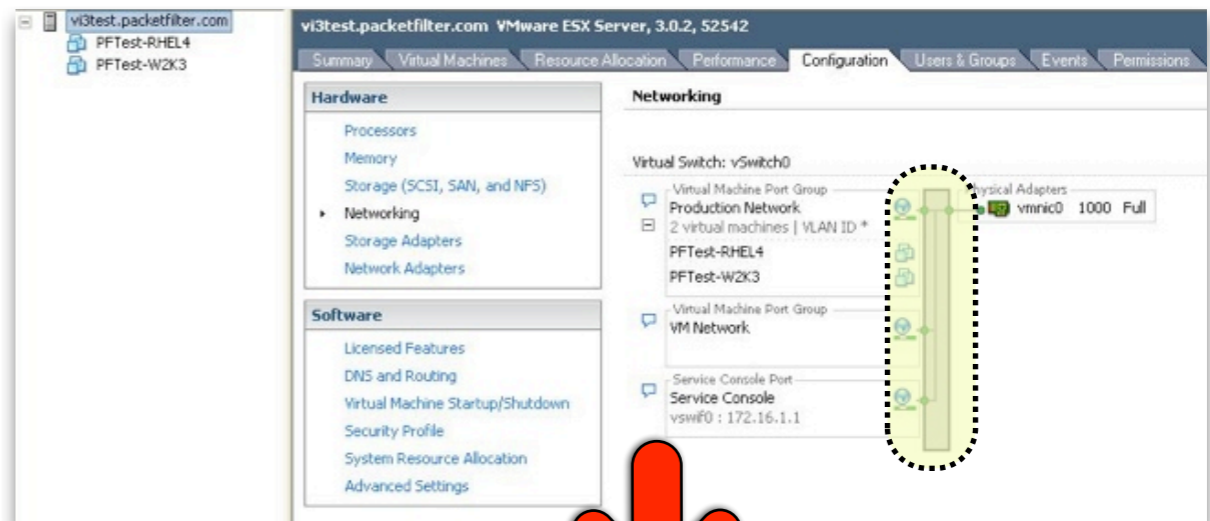 vi3test.packetfilter.com
PFTest-RHEL4
PFTest-W2K3
vi3test.packetfilter.com VMware ESX Server, 3.0.2, 52542
Summary Virtual Machines Resource Allocation Performance Configuration Users & Groups Events Permissions
Hardware
Processors
Memory
Storage (SCSI, SAN, and NFS)
Networking
Storage Adapters
Network Adapters
Software
Licensed Features
DNS and Routing
Virtual Machine Startup/Shutdown
Security Profile
System Resource Allocation
Advanced Settings
Networking
Virtual Switch: vSwitch0
Virtual Machine Port Group
Production Network
2 virtual machines | VLAN ID *
PFTest-RHEL4
PFTest-W2K3
Physical Adapters
vmnic0 1000 Full
Virtual Machine Port Group
VM Network
Service Console Port
Service Console
vswif0 : 172.16.1.1